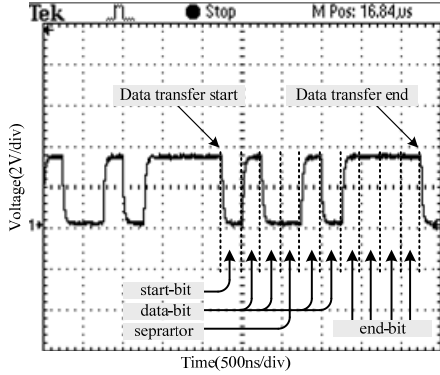 Tek Stop M Pos: 16.84µs
Data transfer start Data transfer end
Voltage(2V/div)
1
start-bit
data-bit
seprartor
end-bit
Time(500ns/div)